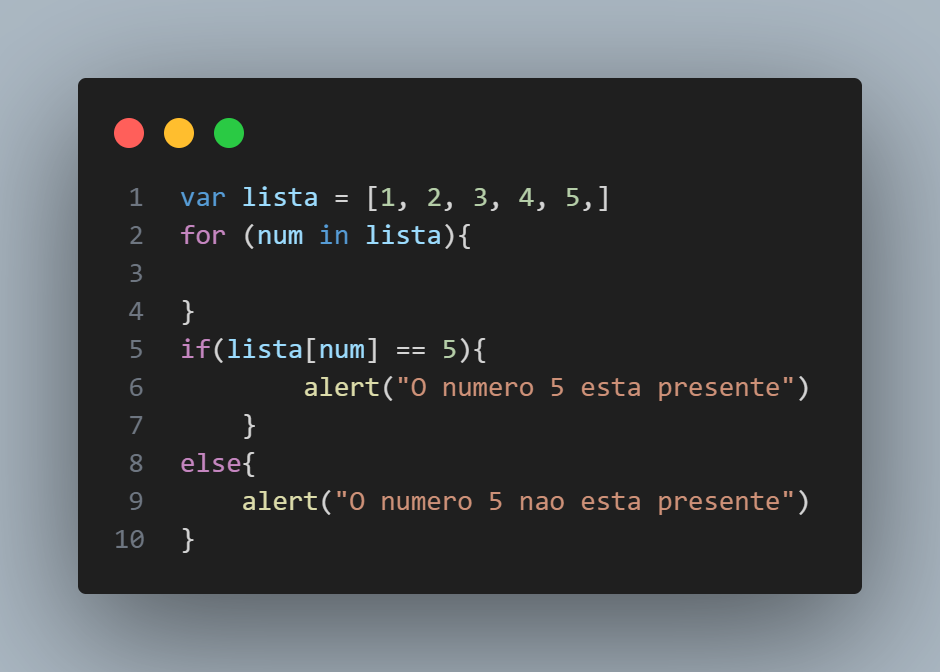 1 var lista = [1, 2, 3, 4, 5,]
2 for (num in lista){
3
4 }
5 if(lista[num] == 5){
6         alert("O numero 5 esta presente")
7     }
8 else{
9     alert("O numero 5 nao esta presente")
10 }